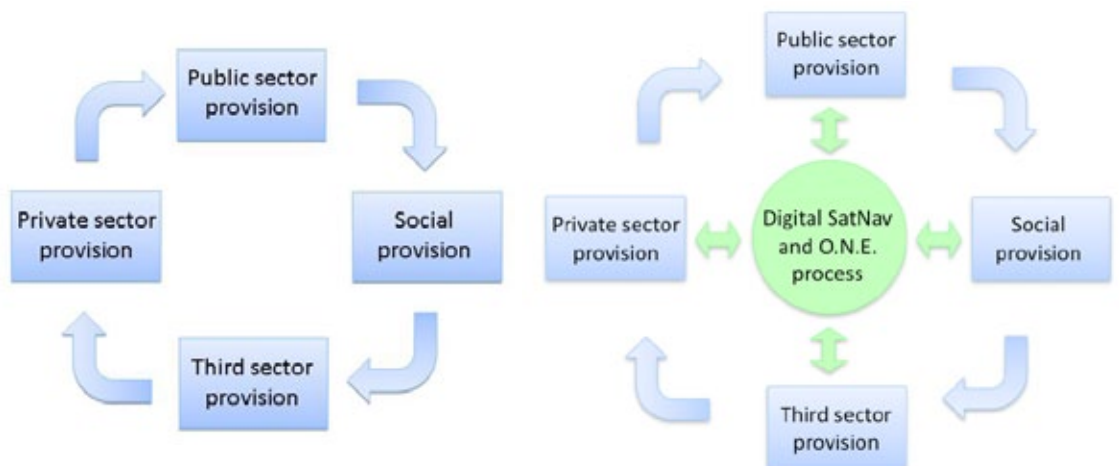 Public sector
provision
Private sector
provision
Social
provision
Third sector
provision
Public sector
provision
Private sector
provision
Digital SatNav
and O.N.E.
process
Social
provision
Third sector
provision